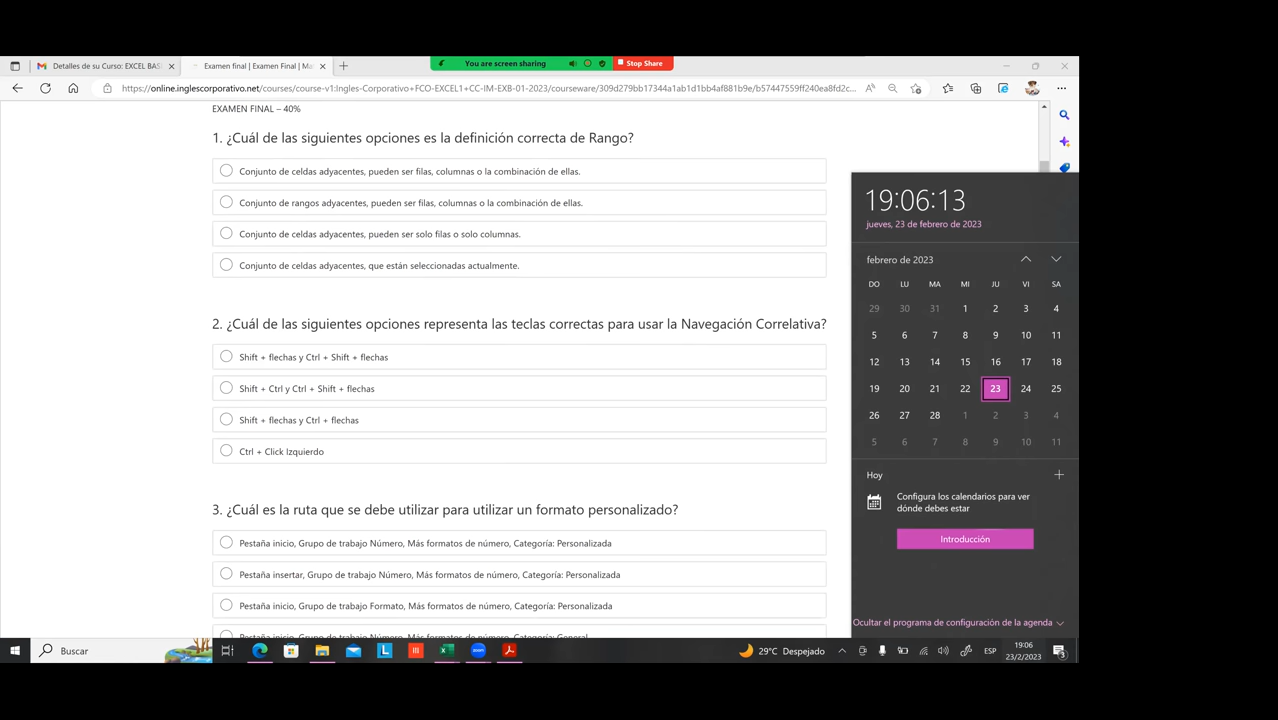 Detalles de su Curso: EXCEL BAS
Examen final | Examen Final | Ma
You are screen sharing
Stop Share
https://online.inglescorporativo.net/courses/course-v1:Ingles-Corporativo+FCO-EXCEL1+CC-IM-EXB-01-2023/courseware/309d279bb17344a1ab1d1bb4af881b9e/b57447559ff240ea8fd2c...
EXAMEN FINAL – 40%
1. ¿Cuál de las siguientes opciones es la definición correcta de Rango?
Conjunto de celdas adyacentes, pueden ser filas, columnas o la combinación de ellas.
Conjunto de rangos adyacentes, pueden ser filas, columnas o la combinación de ellas.
Conjunto de celdas adyacentes, pueden ser solo filas o solo columnas.
Conjunto de celdas adyacentes, que están seleccionadas actualmente.
2. ¿Cuál de las siguientes opciones representa las teclas correctas para usar la Navegación Correlativa?
Shift + flechas y Ctrl + Shift + flechas
Shift + Ctrl y Ctrl + Shift + flechas
Shift + flechas y Ctrl + flechas
Ctrl + Click Izquierdo
3. ¿Cuál es la ruta que se debe utilizar para utilizar un formato personalizado?
Pestaña inicio, Grupo de trabajo Número, Más formatos de número, Categoría: Personalizada
Pestaña insertar, Grupo de trabajo Número, Más formatos de número, Categoría: Personalizada
Pestaña inicio, Grupo de trabajo Formato, Más formatos de número, Categoría: Personalizada
Pestaña inicio, Grupo de trabajo Número, Más formatos de número, Categoría: General
19:06:13
jueves, 23 de febrero de 2023
febrero de 2023
DO LU MA MI JU VI SA
29 30 31 1 2 3 4
5 6 7 8 9 10 11
12 13 14 15 16 17 18
19 20 21 22 23 24 25
26 27 28 1 2 3 4
5 6 7 8 9 10 11
Hoy
Configura los calendarios para ver
dónde debes estar
Introducción
Ocultar el programa de configuración de la agenda
Buscar
29°C Despejado
ESP
19:06
23/2/2023
3